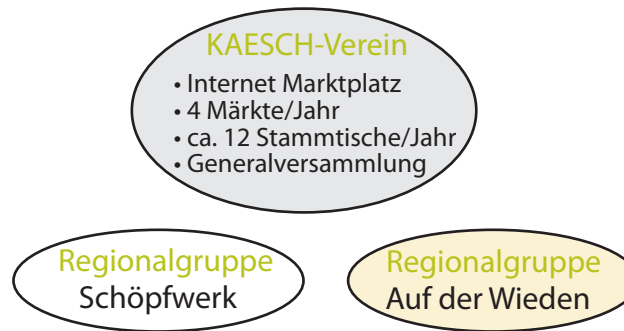 KAESCH-Verein
• Internet Marktplatz
• 4 Märkte/Jahr
• ca. 12 Stammtische/Jahr
• Generalversammlung
Regionalgruppe
Schöpfwerk
Regionalgruppe
Auf der Wieden